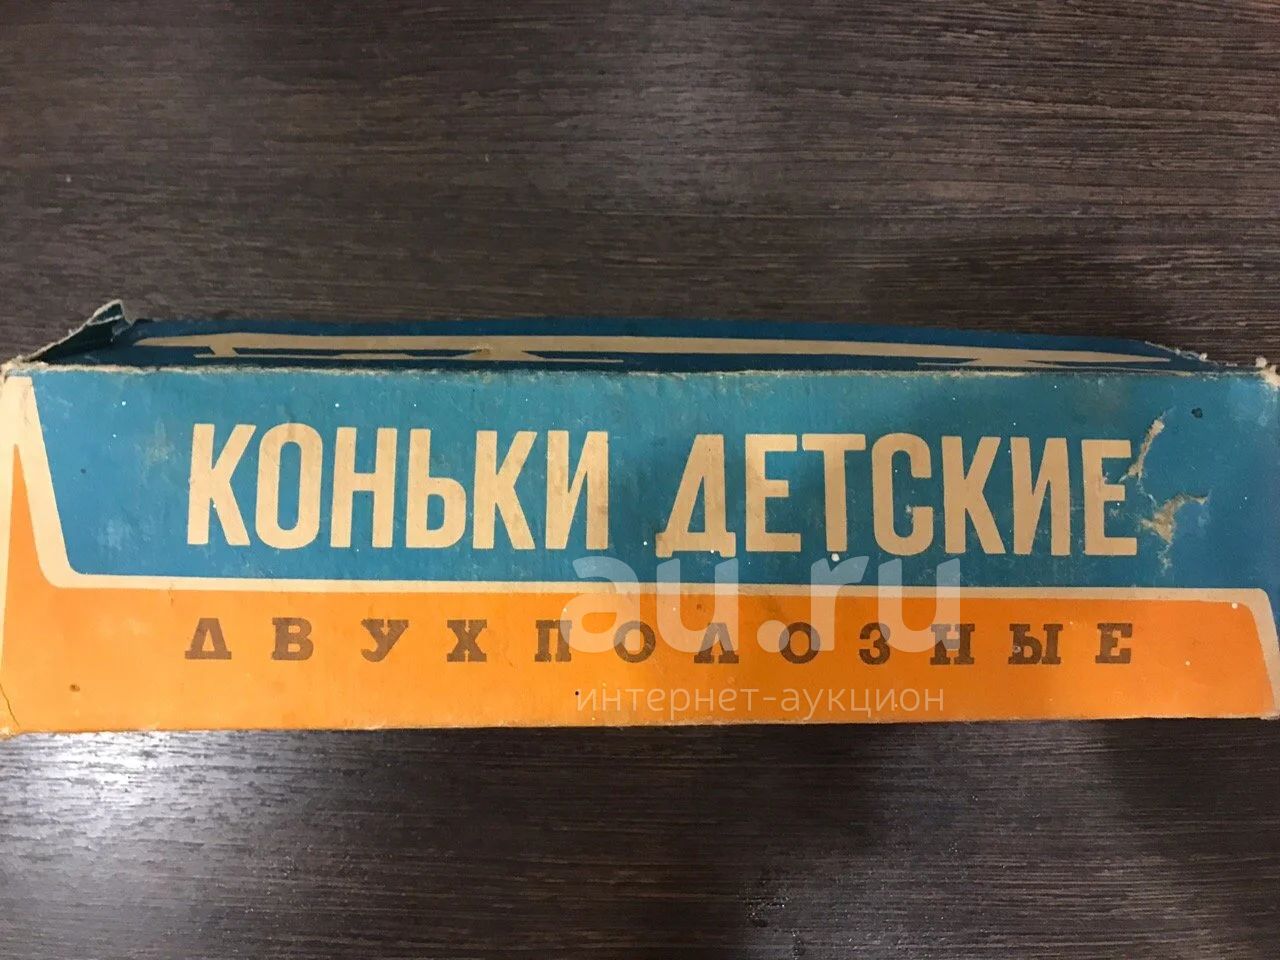 КОНЬКИ ДЕТСКИЕ
au.ru
ДВУХПОЛОЗНЫЕ
интернет-аукцион